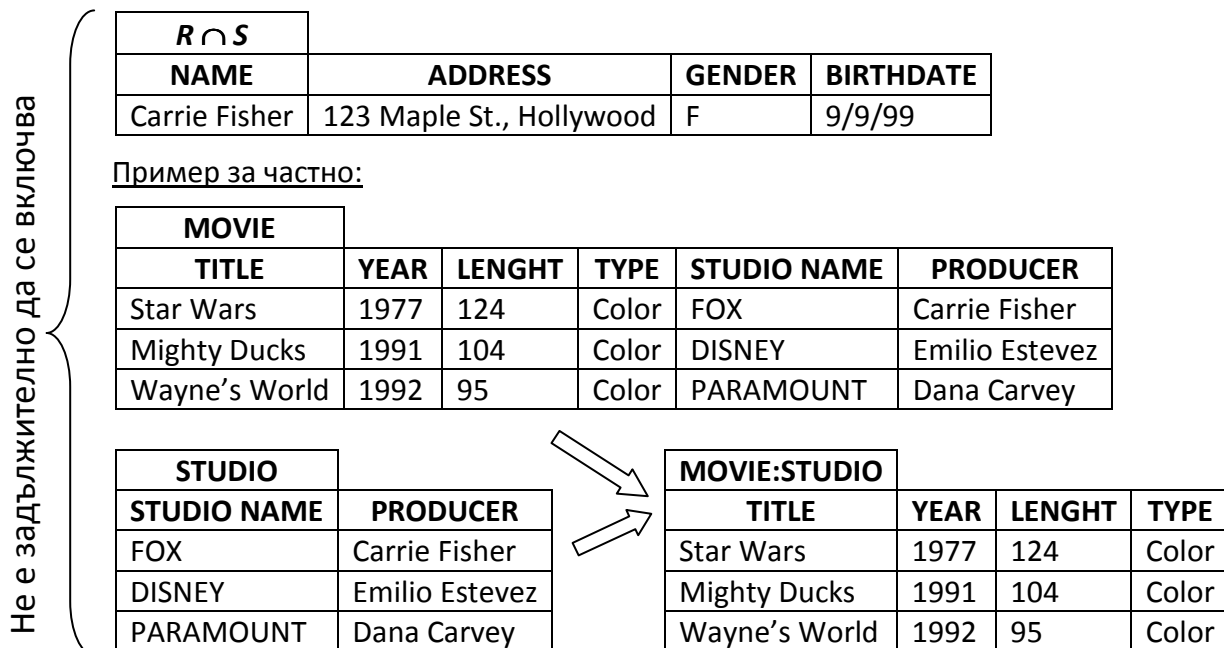 Не е задължително да се включва
R ∩ S
NAME ADDRESS GENDER BIRTHDATE
Carrie Fisher 123 Maple St., Hollywood F 9/9/99
Пример за частно:
MOVIE
TITLE YEAR LENGHT TYPE STUDIO NAME PRODUCER
Star Wars 1977 124 Color FOX Carrie Fisher
Mighty Ducks 1991 104 Color DISNEY Emilio Estevez
Wayne’s World 1992 95 Color PARAMOUNT Dana Carvey
STUDIO
STUDIO NAME PRODUCER
FOX Carrie Fisher
DISNEY Emilio Estevez
PARAMOUNT Dana Carvey
MOVIE:STUDIO
TITLE YEAR LENGHT TYPE
Star Wars 1977 124 Color
Mighty Ducks 1991 104 Color
Wayne’s World 1992 95 Color